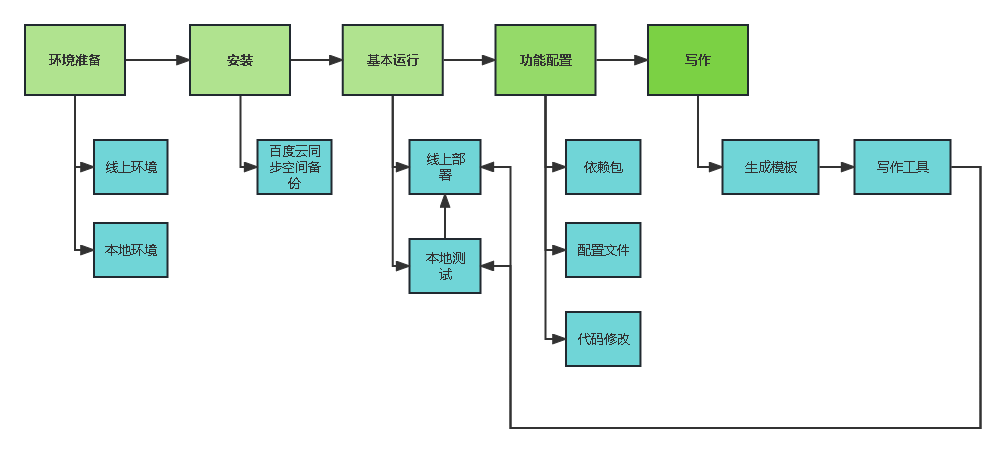 环境准备
安装
基本运行
功能配置
写作
线上环境
百度云同
步空间备
份
线上部
署
依赖包
生成模板
写作工具
本地环境
本地测
试
配置文件
代码修改